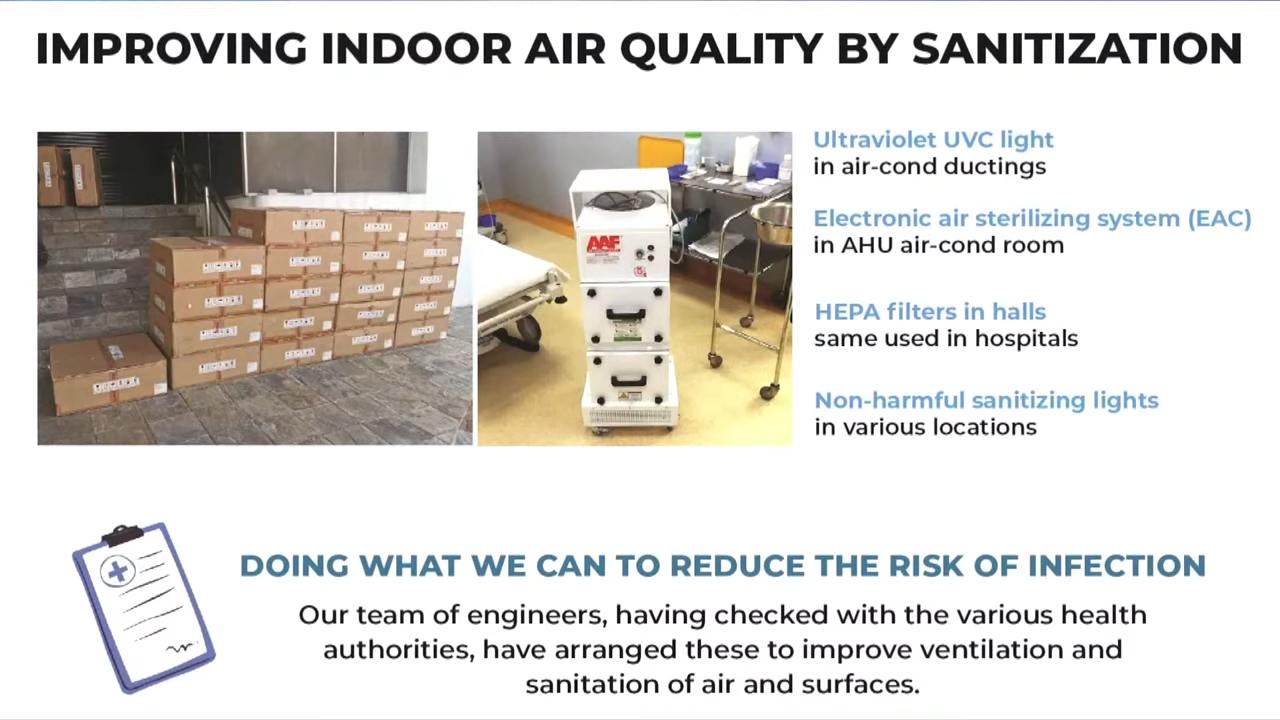 IMPROVING INDOOR AIR QUALITY BY SANITIZATION
Ultraviolet UVC light
in air-cond ductings
Electronic air sterilizing system (EAC)
in AHU air-cond room
HEPA filters in halls
same used in hospitals
Non-harmful sanitizing lights
in various locations
AAF
DOING WHAT WE CAN TO REDUCE THE RISK OF INFECTION
Our team of engineers, having checked with the various health
authorities, have arranged these to improve ventilation and
sanitation of air and surfaces.